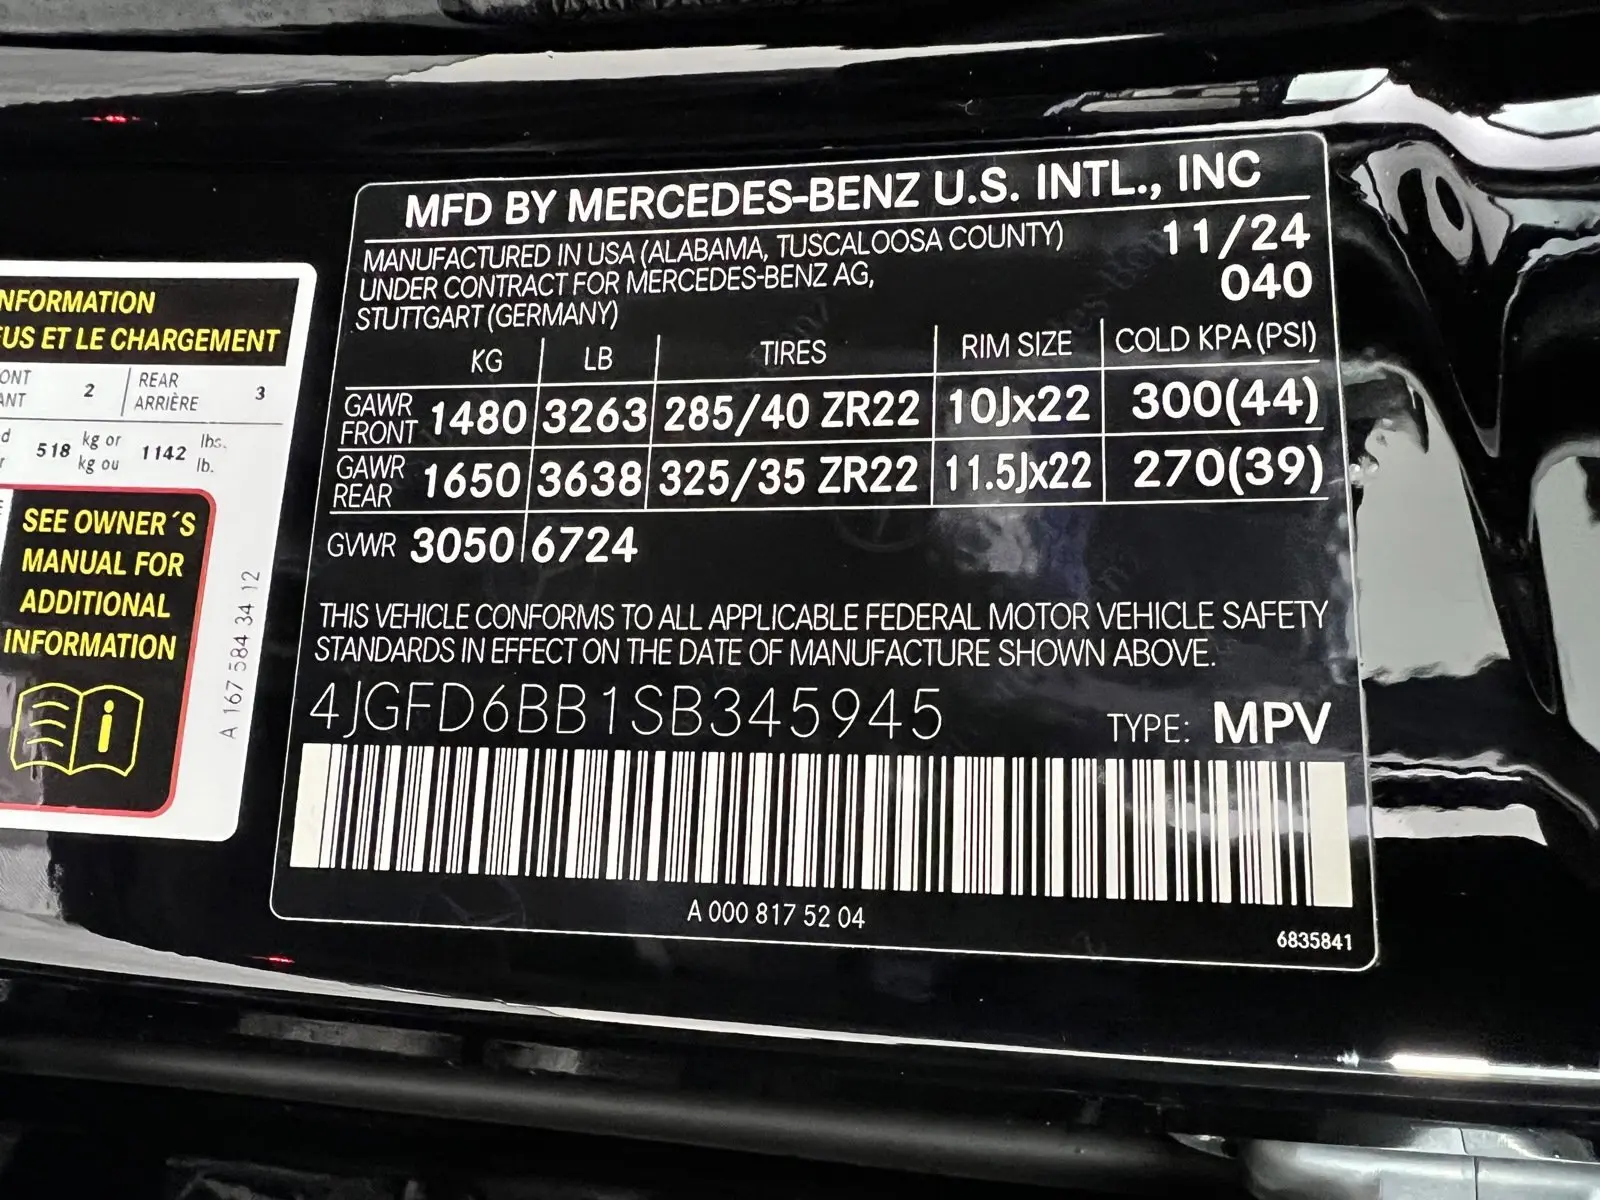 NFORMATION
US ET LE CHARGEMENT
2
REAR
ARRIÈRE
3
518
kg or
kg ou
1142
lbs.
lb.
SEE OWNER´S
MANUAL FOR
ADDITIONAL
INFORMATION
A 167 584 34 12
MFD BY MERCEDES-BENZ U.S. INTL., INC
MANUFACTURED IN USA (ALABAMA, TUSCALOOSA COUNTY)
UNDER CONTRACT FOR MERCEDES-BENZ AG,
STUTTGART (GERMANY)
11/24
040
KG LB TIRES RIM SIZE COLD KPA (PSI)
GAWR FRONT 1480 3263 285/40 ZR22 10Jx22 300(44)
GAWR REAR 1650 3638 325/35 ZR22 11.5Jx22 270(39)
GVWR 3050 6724
THIS VEHICLE CONFORMS TO ALL APPLICABLE FEDERAL MOTOR VEHICLE SAFETY
STANDARDS IN EFFECT ON THE DATE OF MANUFACTURE SHOWN ABOVE.
4JGFD6BB1SB345945 TYPE: MPV
A 000 817 52 04
6835841